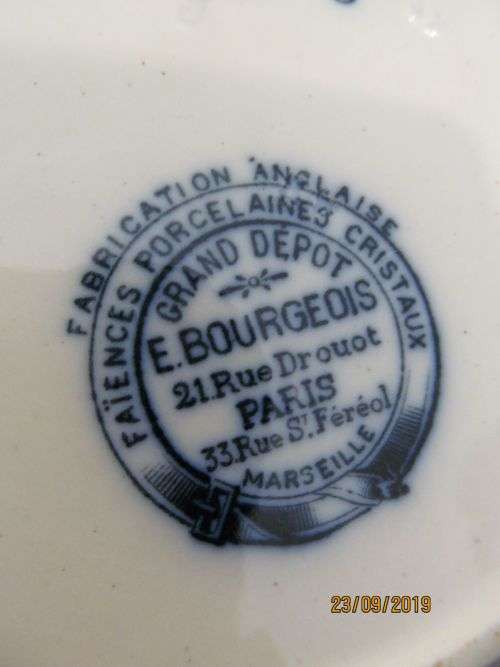 FABRICATION ANGLAISE
FAÏENCES PORCELAINES CRISTAUX
GRAND DÉPOT
E. BOURGEOIS
21. Rue Drouot
PARIS
33. Rue St. Féréol
MARSEILLE
23/09/2019